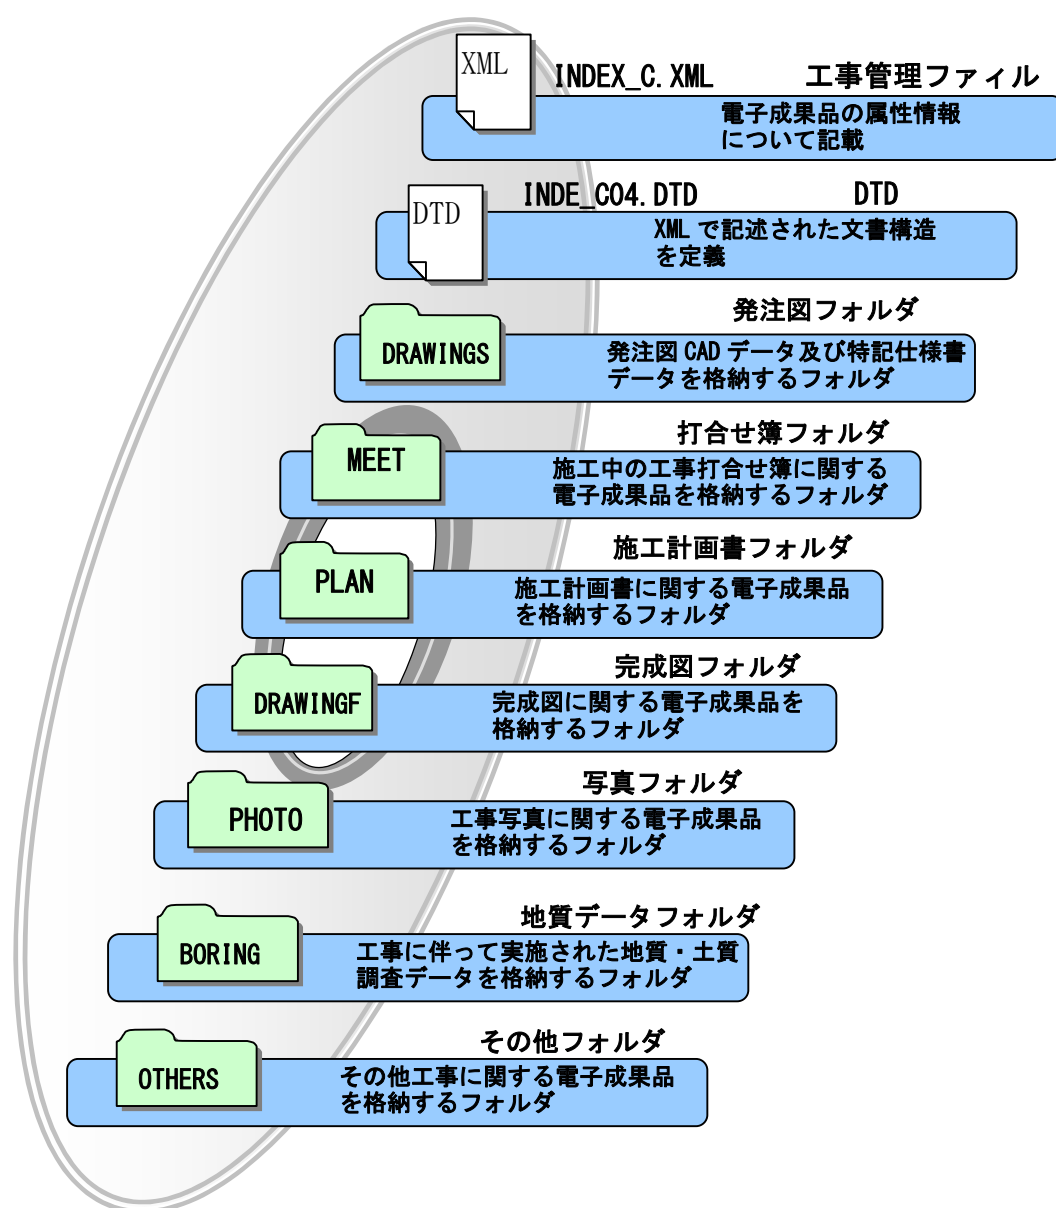 XML
INDEX_C.XML 工事管理ファィル
電子成果品の属性情報
について記載
INDE_C04.DTD DTD
DTD
XMLで記述された文書構造
を定義
発注図フォルダ
DRAWINGS
発注図CADデータ及び特記仕様書
データを格納するフォルダ
打合せ簿フォルダ
MEET
施工中の工事打合せ簿に関する
電子成果品を格納するフォルダ
施工計画書フォルダ
PLAN
施工計画書に関する電子成果品
を格納するフォルダ
完成図フォルダ
DRAWINGF
完成図に関する電子成果品を
格納するフォルダ
写真フォルダ
PHOTO
工事写真に関する電子成果品
を格納するフォルダ
地質データフォルダ
BORING
工事に伴って実施された地質・土質
調査データを格納するフォルダ
その他フォルダ
OTHERS
その他工事に関する電子成果品
を格納するフォルダ